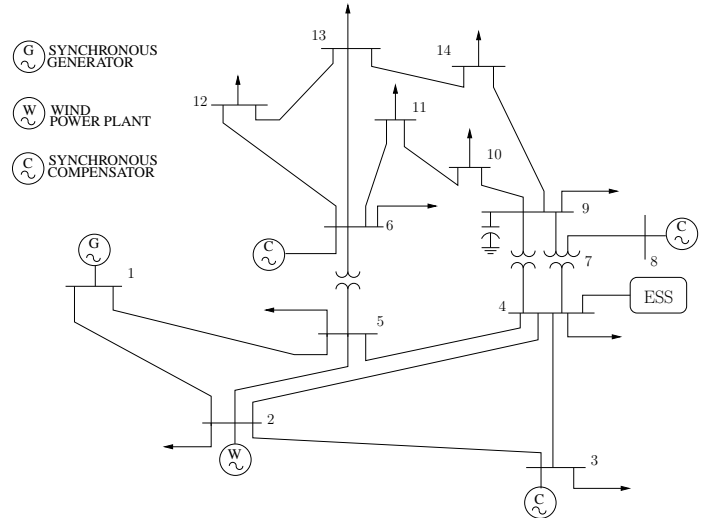 G
SYNCHRONOUS
GENERATOR
W
WIND
POWER PLANT
C
SYNCHRONOUS
COMPENSATOR
13
14
12
11
10
6
9
C
7
8
C
G
1
4
ESS
5
2
W
3
C